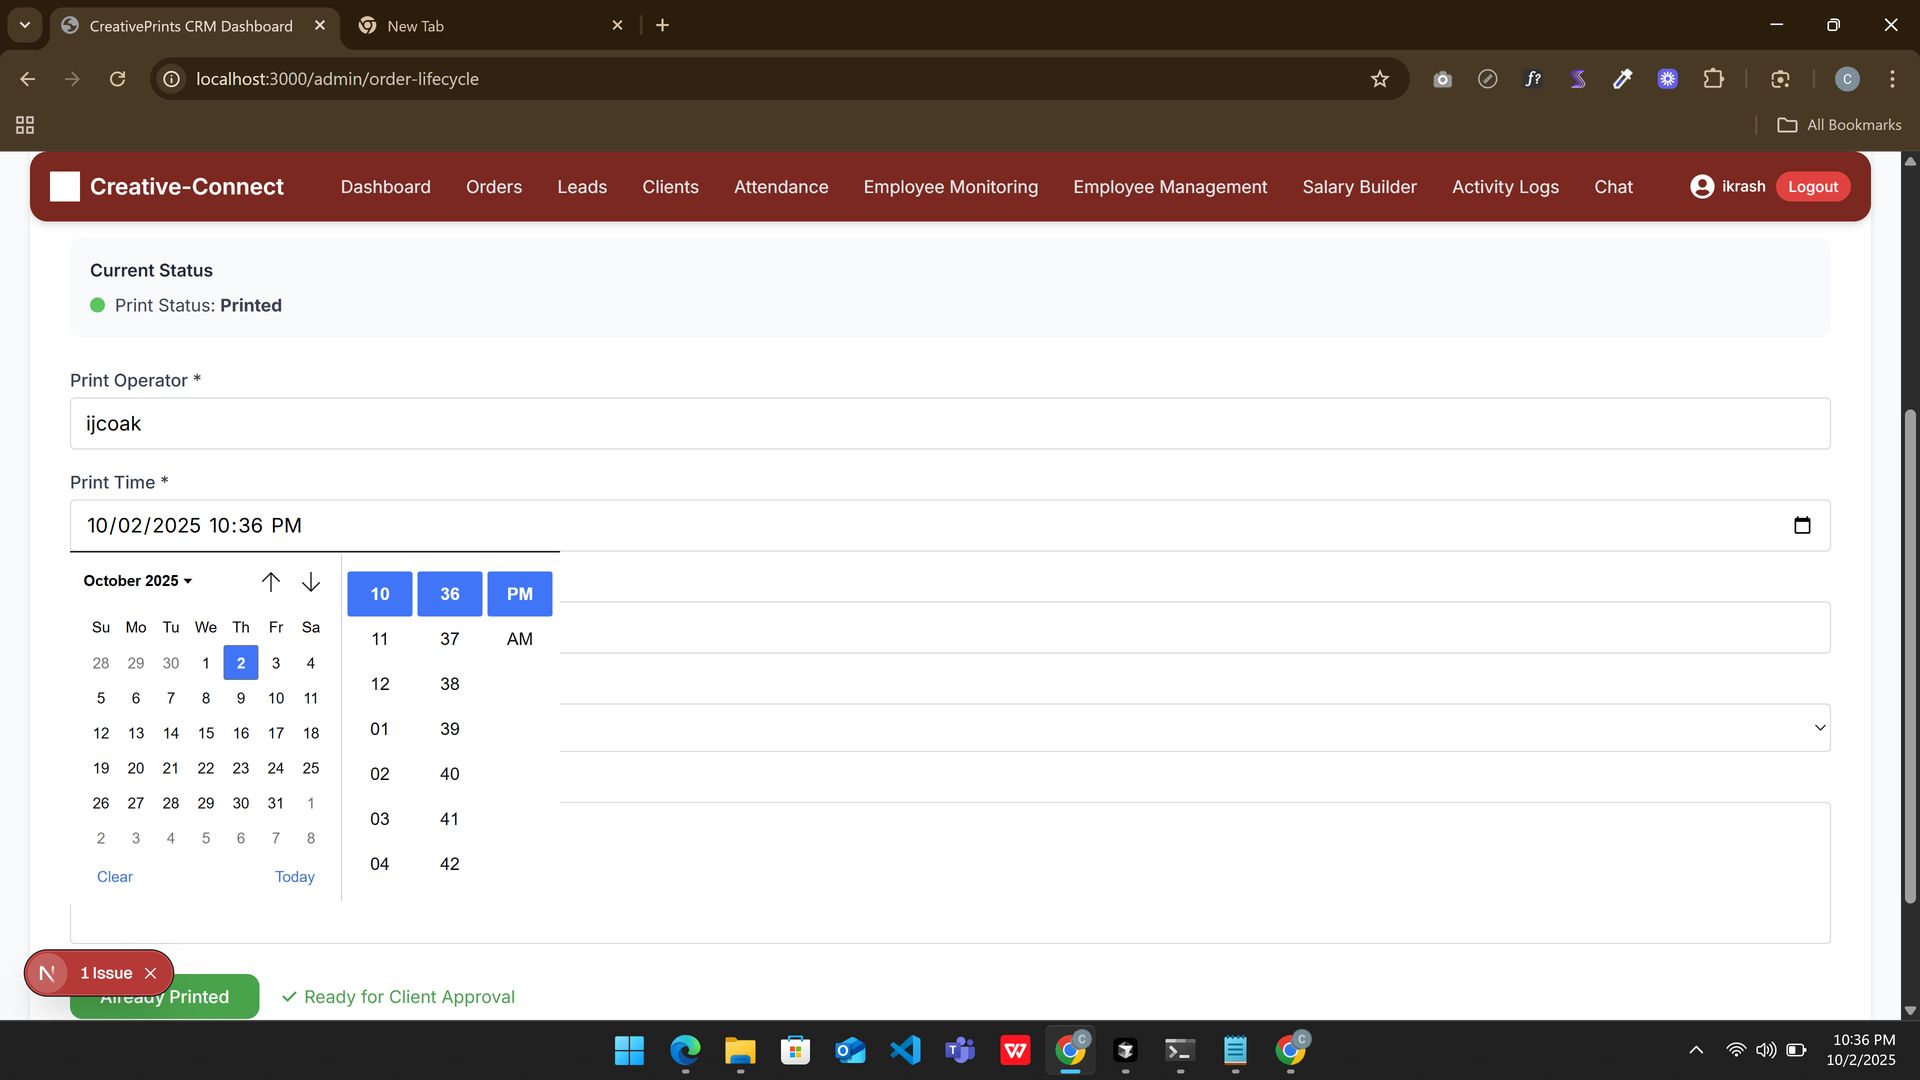 CreativePrints CRM Dashboard
New Tab
localhost:3000/admin/order-lifecycle
f?
C
All Bookmarks
Creative-Connect Dashboard Orders Leads Clients Attendance Employee Monitoring Employee Management Salary Builder Activity Logs Chat ikrash Logout
Current Status
Print Status: Printed
Print Operator *
ijcoak
Print Time *
10/02/2025 10:36 PM
October 2025
Su Mo Tu We Th Fr Sa
28 29 30 1 2 3 4
5 6 7 8 9 10 11
12 13 14 15 16 17 18
19 20 21 22 23 24 25
26 27 28 29 30 31 1
2 3 4 5 6 7 8
Clear Today
10 36 PM
11 37 AM
12 38
01 39
02 40
03 41
04 42
N 1 Issue
Already Printed
Ready for Client Approval
10:36 PM
10/2/2025